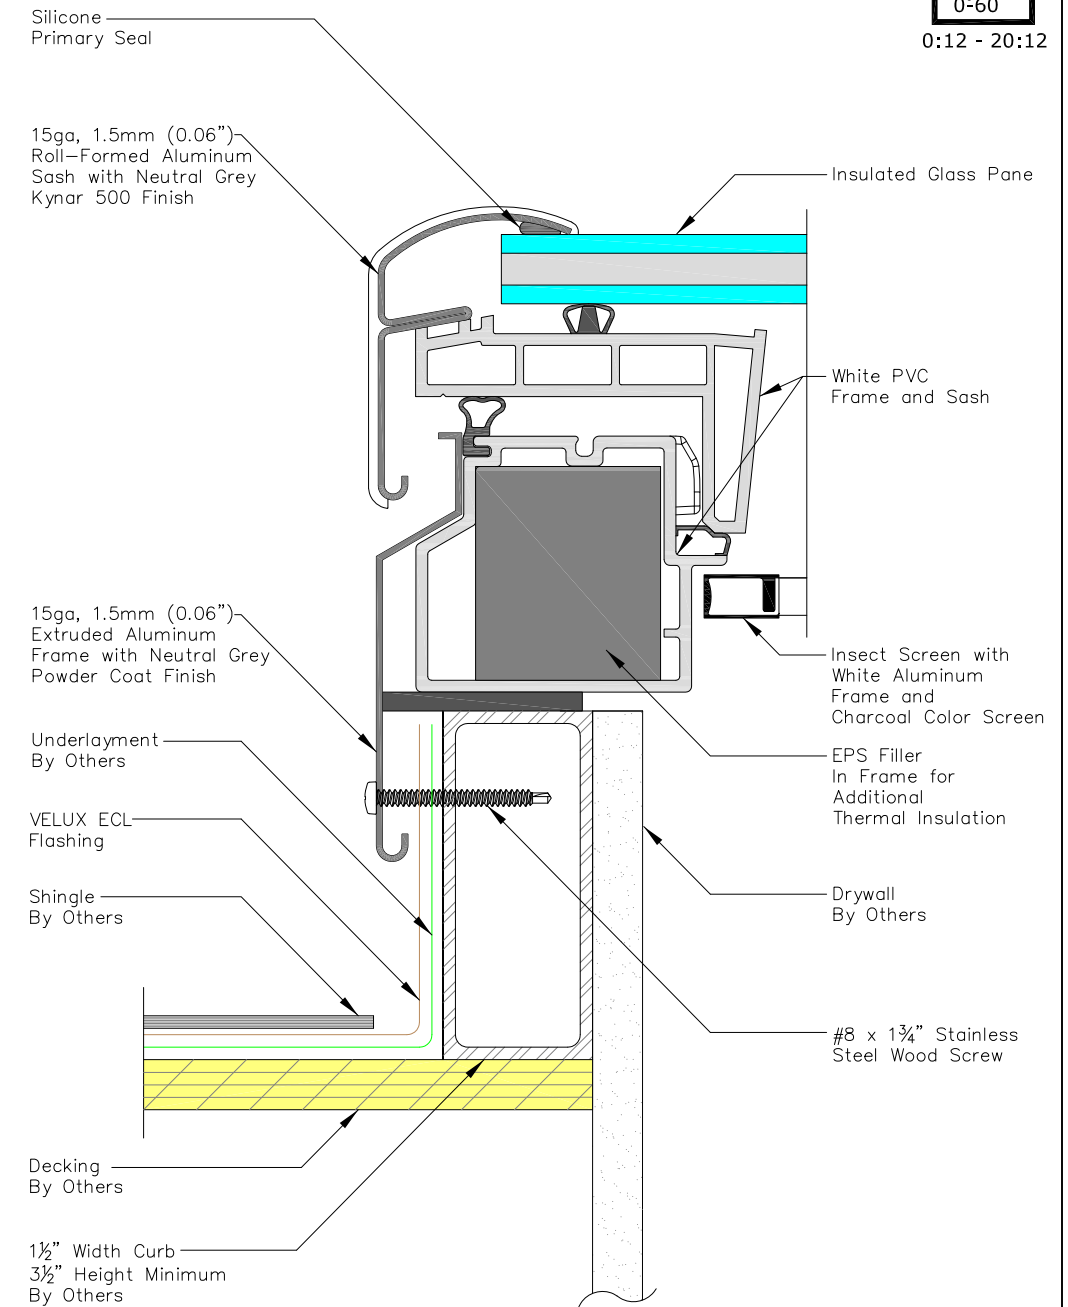 0-60
0:12 - 20:12
Silicone
Primary Seal
15ga, 1.5mm (0.06")
Roll-Formed Aluminum
Sash with Neutral Grey
Kynar 500 Finish
Insulated Glass Pane
White PVC
Frame and Sash
15ga, 1.5mm (0.06")
Extruded Aluminum
Frame with Neutral Grey
Powder Coat Finish
Insect Screen with
White Aluminum
Frame and
Charcoal Color Screen
Underlayment
By Others
EPS Filler
In Frame for
Additional
Thermal Insulation
VELUX ECL
Flashing
Shingle
By Others
Drywall
By Others
#8 x 1¾" Stainless
Steel Wood Screw
Decking
By Others
1½" Width Curb
3½" Height Minimum
By Others